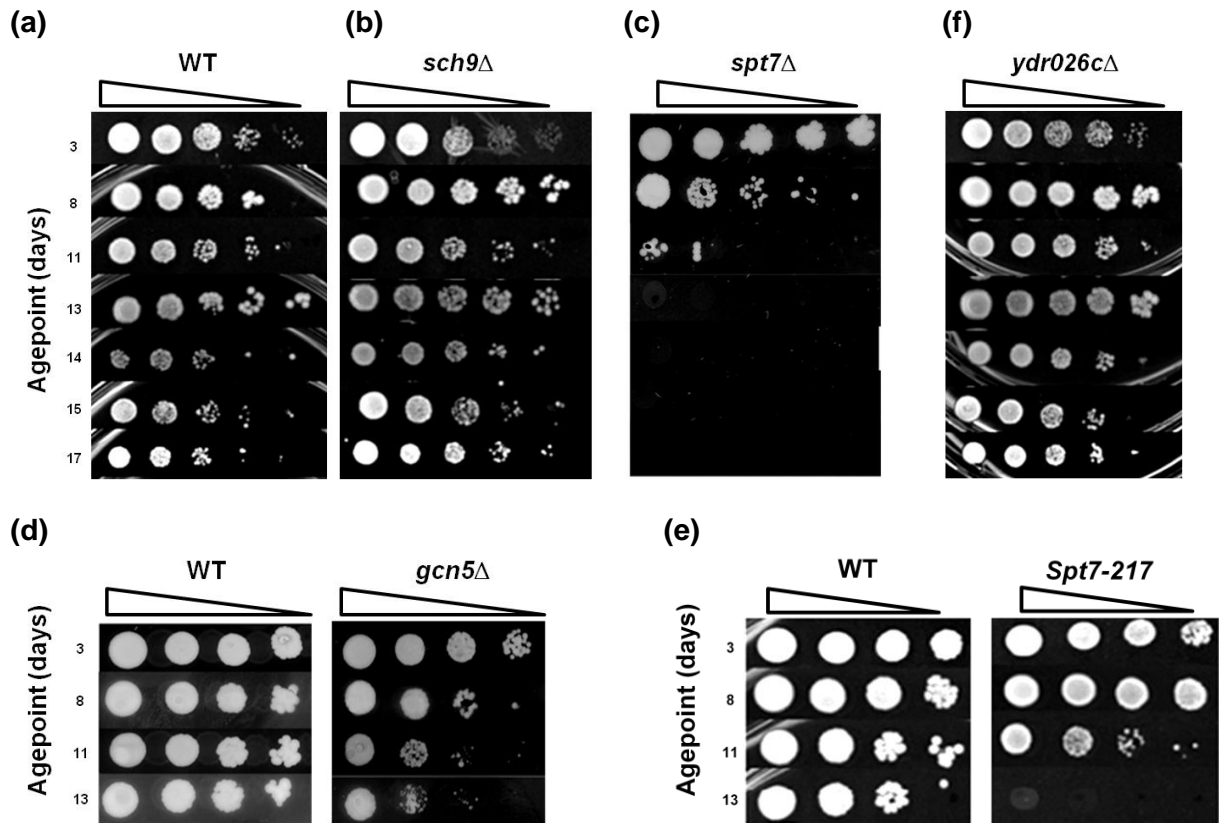 (a)
(b)
(c)
(f)
WT
sch9Δ
spt7Δ
ydr026cΔ
Agepoint (days)
3
8
11
13
14
15
17
(d)
(e)
WT
gcn5Δ
WT
Spt7-217
Agepoint (days)
3
8
11
13
Agepoint (days)
3
8
11
13